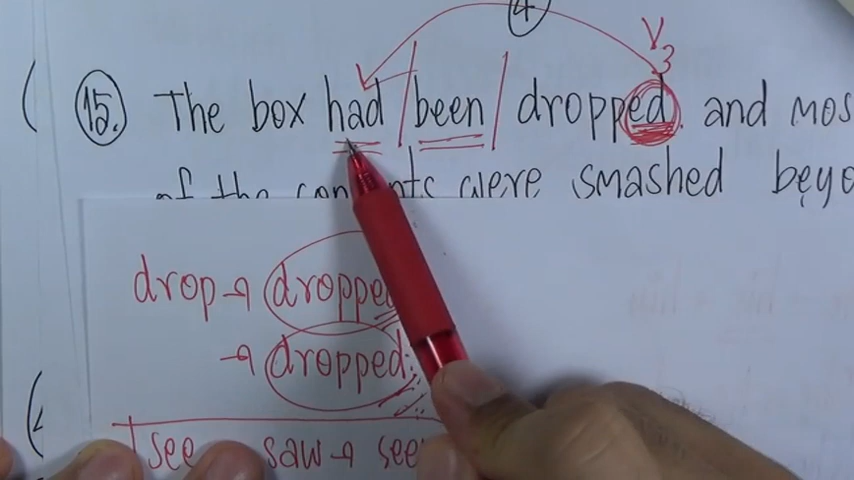 4
V3
15. The box had been dropped. and mos
of the contents were smashed beyo
drop → dropped
→ dropped
see saw → see